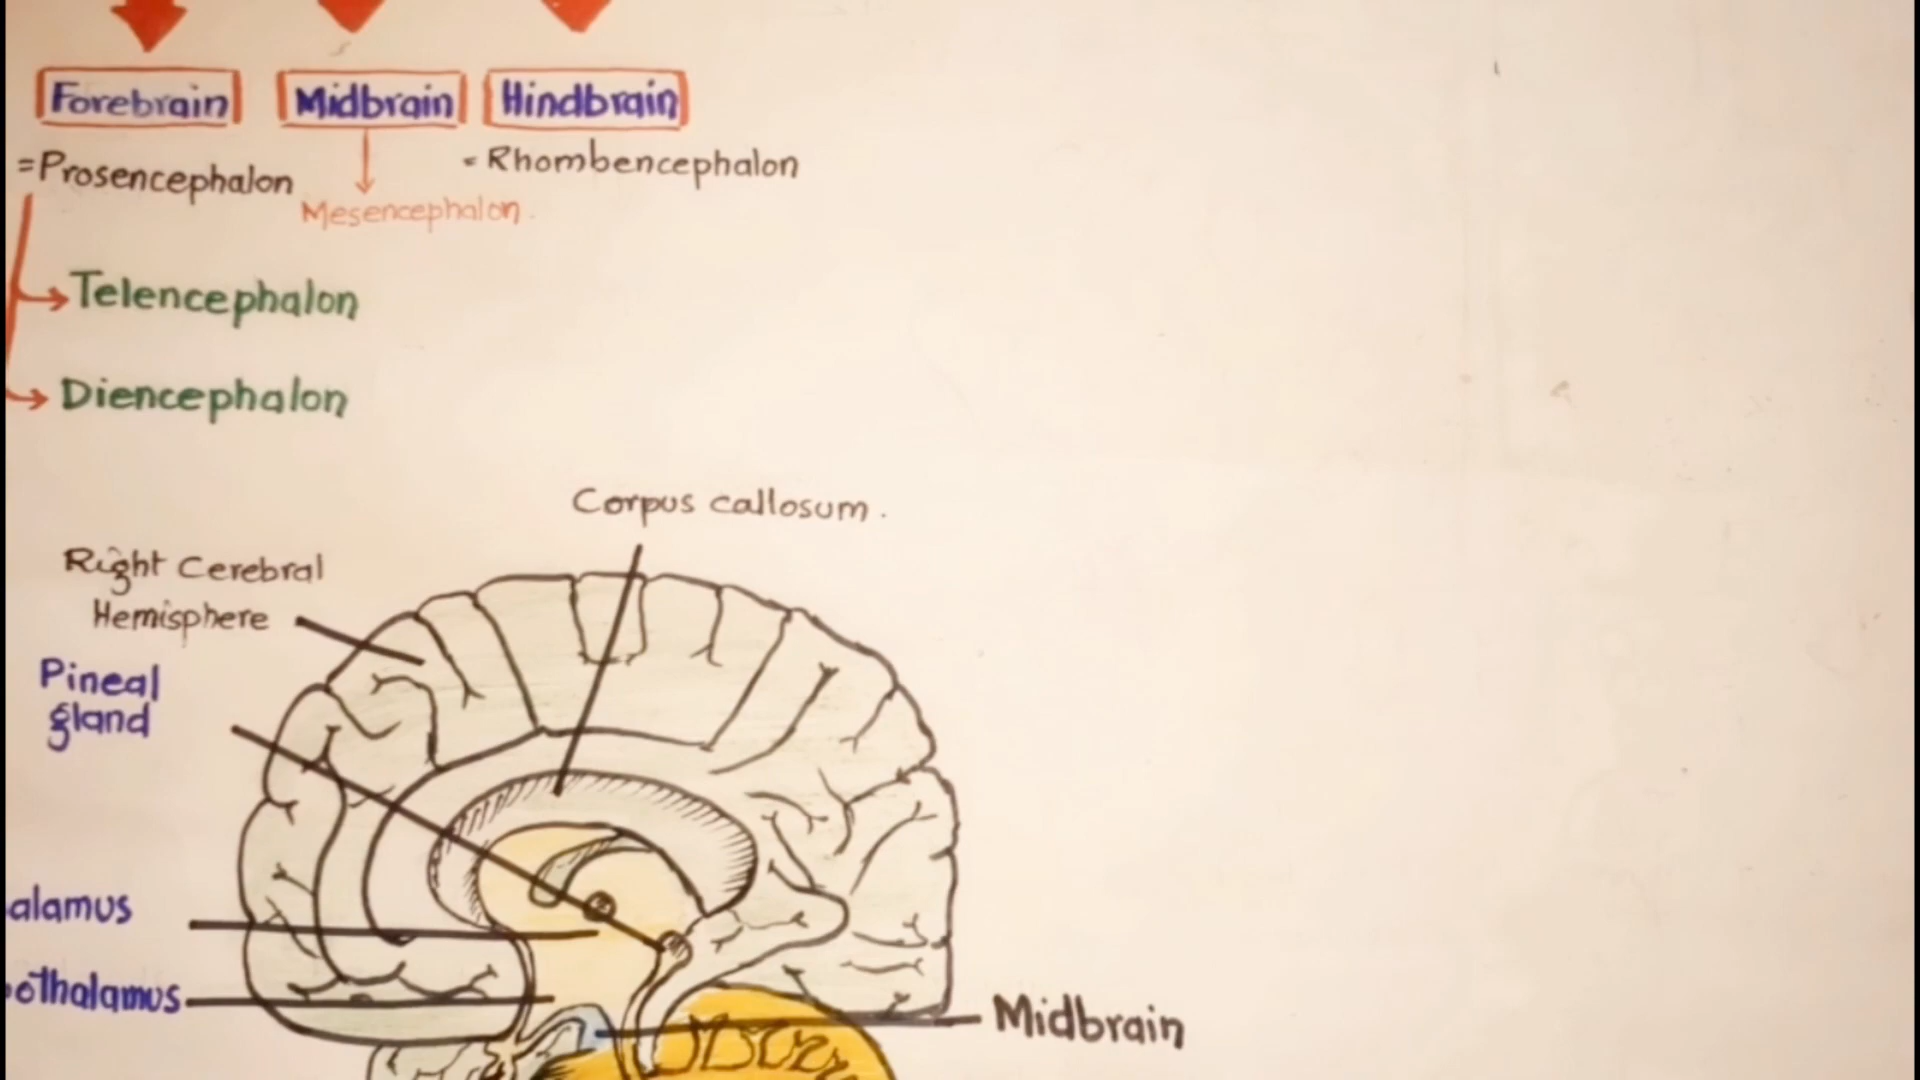 Forebrain
Midbrain
Hindbrain
=Prosencephalon
= Rhombencephalon
Mesencephalon.
Telencephalon
Diencephalon
Corpus callosum.
Right Cerebral
Hemisphere
Pineal
gland
alamus
othalamus
Midbrain